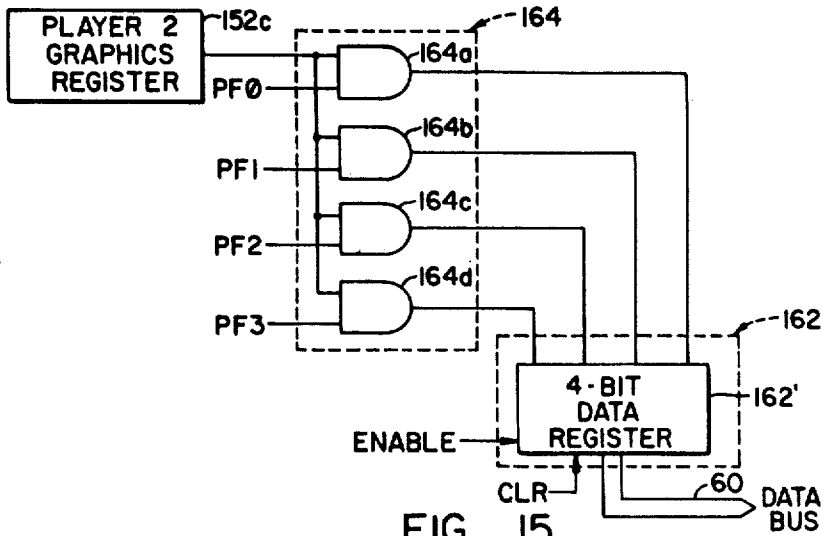 PLAYER 2
GRAPHICS
REGISTER
152c
164
164a
PF0
164b
PF1
164c
PF2
164d
PF3
162
4-BIT
DATA
REGISTER
162'
ENABLE
CLR
60
DATA
BUS
FIG. 15